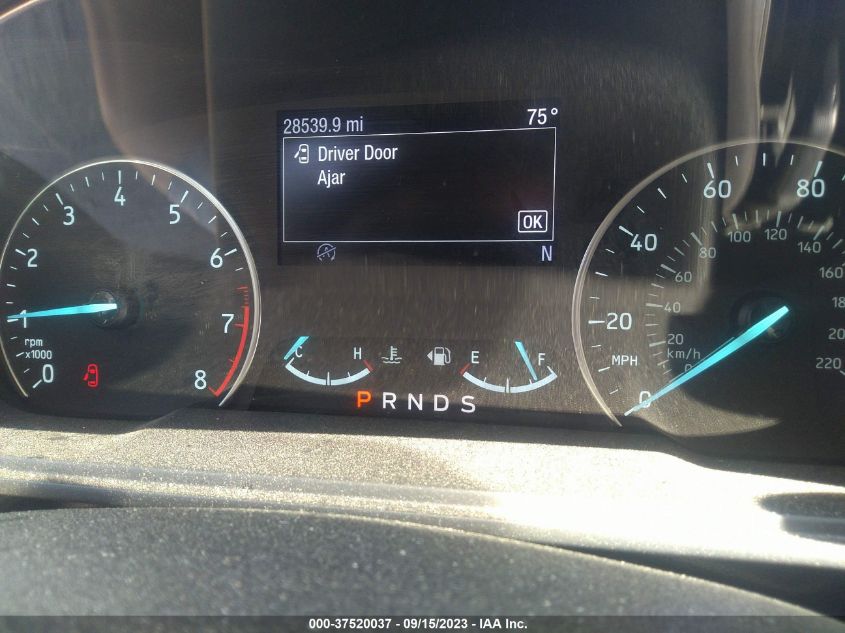 28539.9 mi 75°
Driver Door
Ajar
OK
N
0 1 2 3 4 5 6 7 8
rpm
x1000
C H E F
P R N D S
0 20 40 60 80
MPH
km/h
0 20 40 60 80 100 120 140 160
220
000-37520037 - 09/15/2023 - IAA Inc.